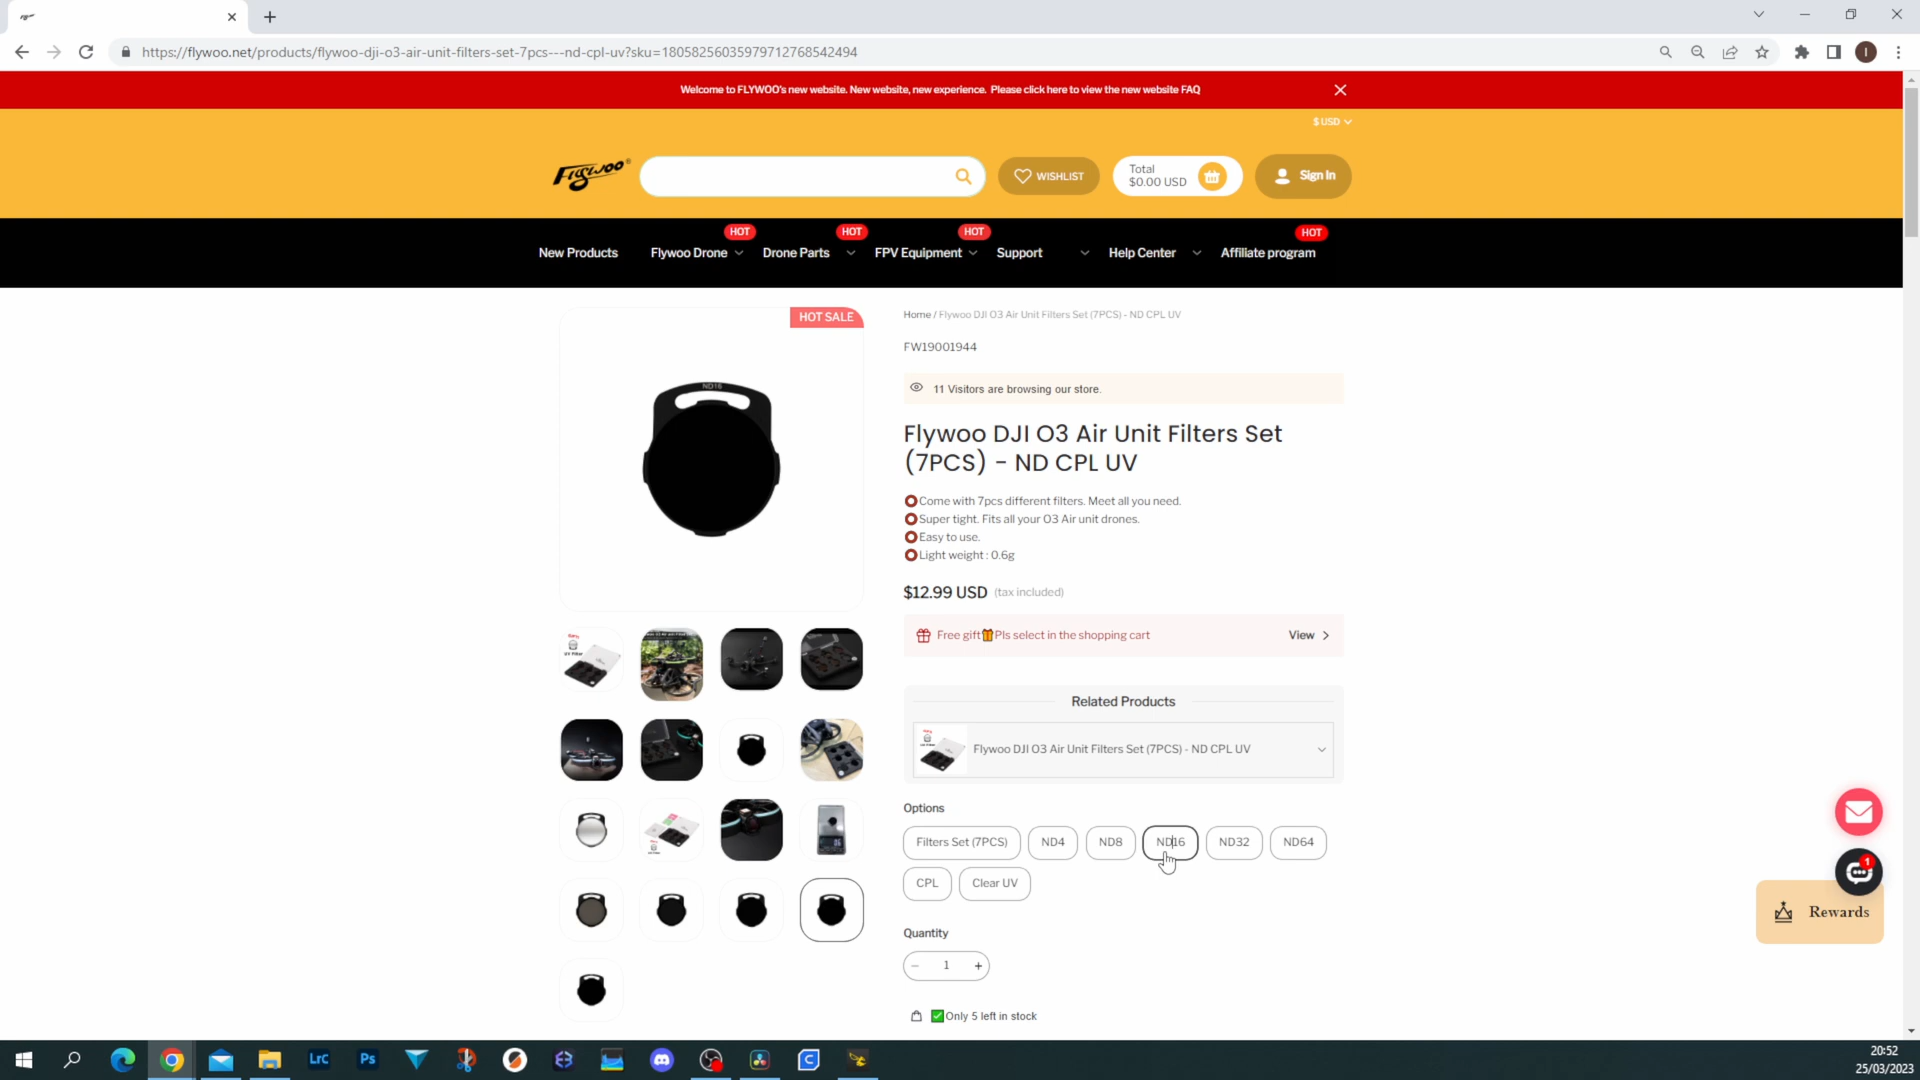 https://flywoo.net/products/flywoo-dji-o3-air-unit-filters-set-7pcs---nd-cpl-uv?sku=18058256035979712768542494
I
Welcome to FLYWOO's new website. New website, new experience. Please click here to view the new website FAQ
$ USD
Flywoo
WISHLIST
Total
$0.00 USD
Sign In
HOT HOT HOT HOT
New Products Flywoo Drone Drone Parts FPV Equipment Support Help Center Affiliate program
HOT SALE
ND16
Home / Flywoo DJI O3 Air Unit Filters Set (7PCS) - ND CPL UV
FW19001944
11 Visitors are browsing our store.
Flywoo DJI O3 Air Unit Filters Set
(7PCS) - ND CPL UV
⭕Come with 7pcs different filters. Meet all you need.
⭕Super tight. Fits all your O3 Air unit drones.
⭕Easy to use.
⭕Light weight : 0.6g
$12.99 USD (tax included)
Free gift🎁Pls select in the shopping cart View
Related Products
Flywoo DJI O3 Air Unit Filters Set (7PCS) - ND CPL UV
Options
Filters Set (7PCS) ND4 ND8 ND16 ND32 ND64
CPL Clear UV
Quantity
− 1 +
✅Only 5 left in stock
1
Rewards
LrC Ps
20:52
25/03/2023